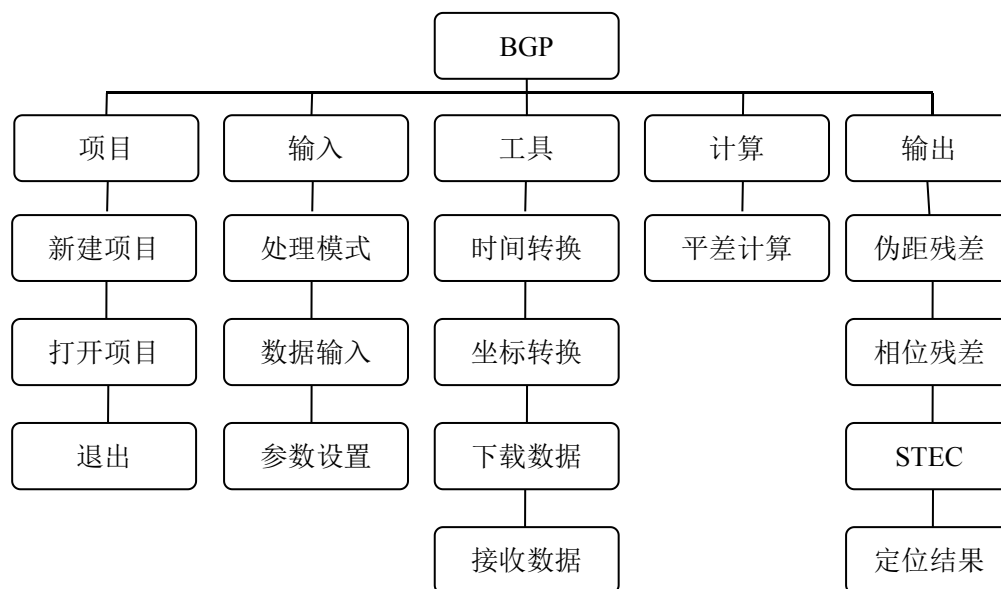 BGP
项目
输入
工具
计算
输出
新建项目
处理模式
时间转换
平差计算
伪距残差
打开项目
数据输入
坐标转换
相位残差
退出
参数设置
下载数据
STEC
接收数据
定位结果